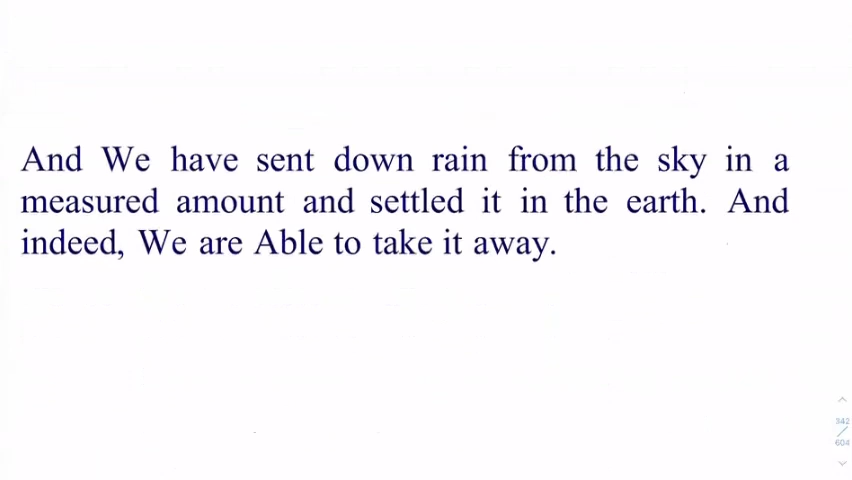 And We have sent down rain from the sky in a
measured amount and settled it in the earth. And
indeed, We are Able to take it away.
342
604